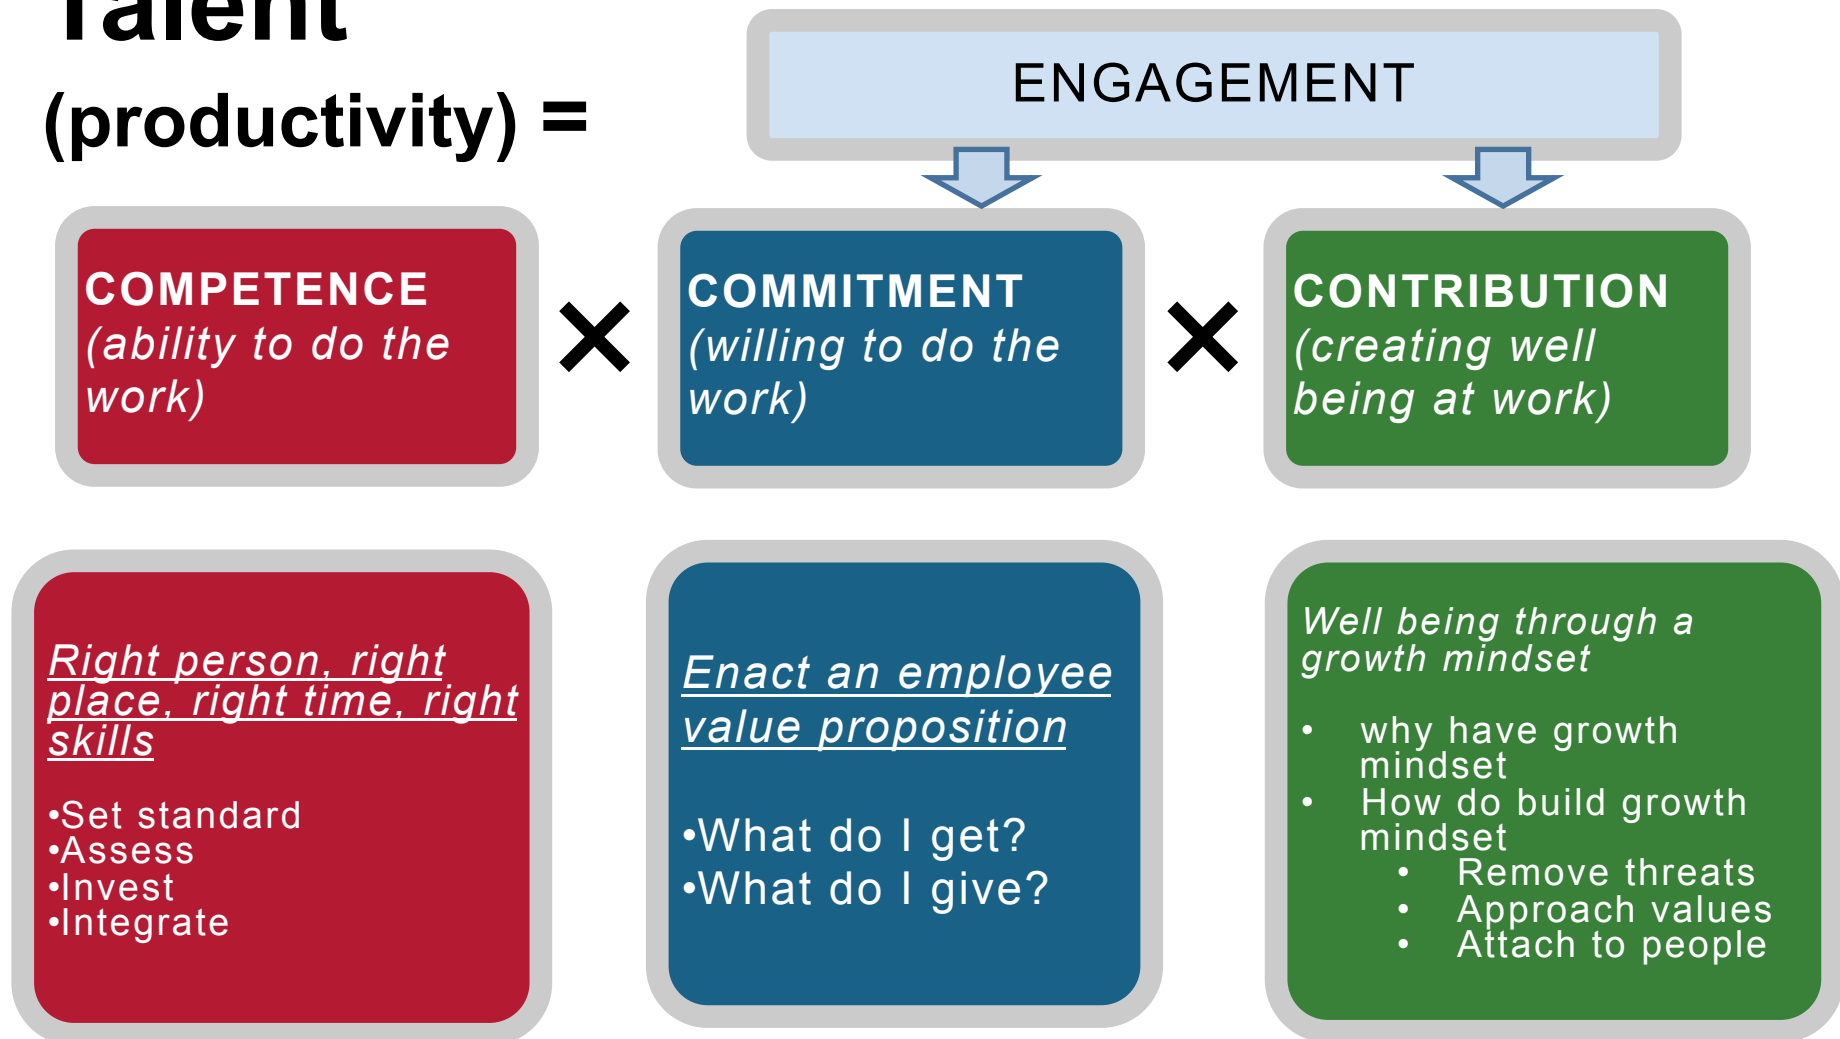 Talent
(productivity) =
ENGAGEMENT
COMPETENCE
(ability to do the
work)
×
COMMITMENT
(willing to do the
work)
×
CONTRIBUTION
(creating well
being at work)
Right person, right
place, right time, right
skills
•Set standard
•Assess
•Invest
•Integrate
Enact an employee
value proposition
•What do I get?
•What do I give?
Well being through a
growth mindset
• why have growth
mindset
• How do build growth
mindset
• Remove threats
• Approach values
• Attach to people